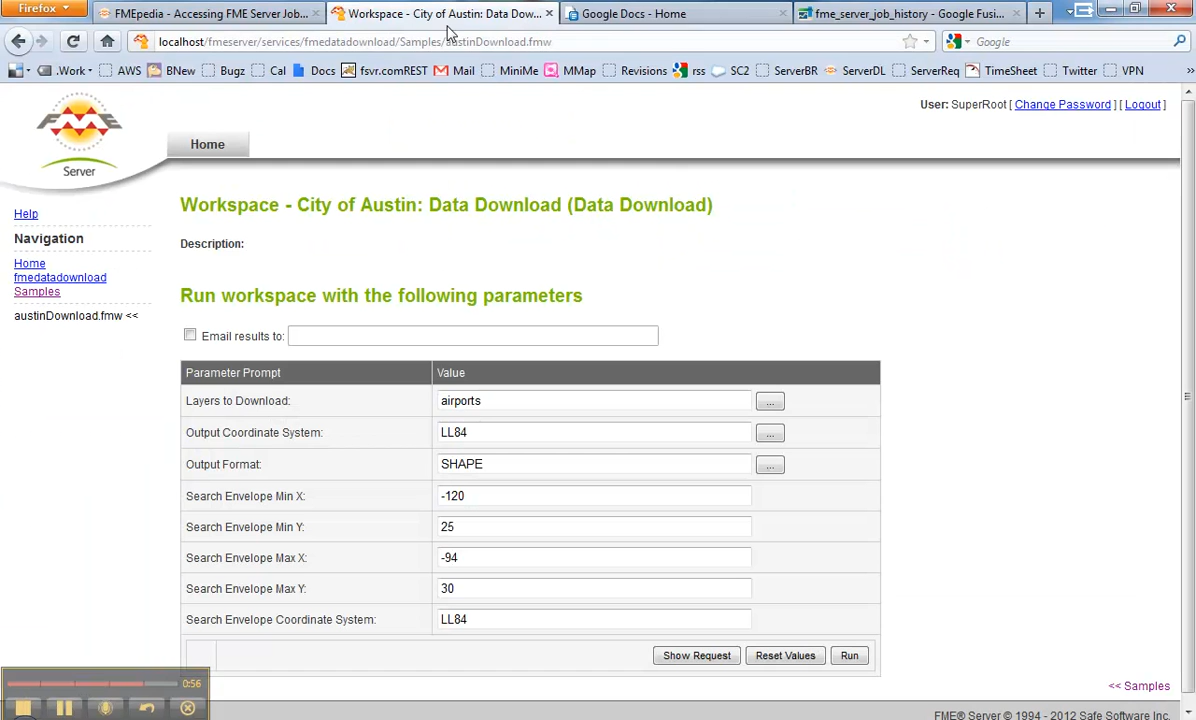 Firefox
FMEpedia - Accessing FME Server Job...
Workspace - City of Austin: Data Dow...
Google Docs - Home
fme_server_job_history - Google Fusi...
localhost/fmeserver/services/fmedatadownload/Samples/austinDownload.fmw
Google
.Work AWS BNew Bugz Cal Docs fsvr.comREST Mail MiniMe MMap Revisions rss SC2 ServerBR ServerDL ServerReq TimeSheet Twitter VPN »
User: SuperRoot [ Change Password ] [ Logout ]
FME
Server
Home
Workspace - City of Austin: Data Download (Data Download)
Help
Navigation
Home
fmedatadownload
Samples
austinDownload.fmw <<
Description:
Run workspace with the following parameters
Email results to:
Parameter Prompt Value
Layers to Download: airports ...
Output Coordinate System: LL84 ...
Output Format: SHAPE ...
Search Envelope Min X: -120
Search Envelope Min Y: 25
Search Envelope Max X: -94
Search Envelope Max Y: 30
Search Envelope Coordinate System: LL84
Show Request Reset Values Run
<< Samples
0:56
FME® Server © 1994 - 2012 Safe Software Inc.